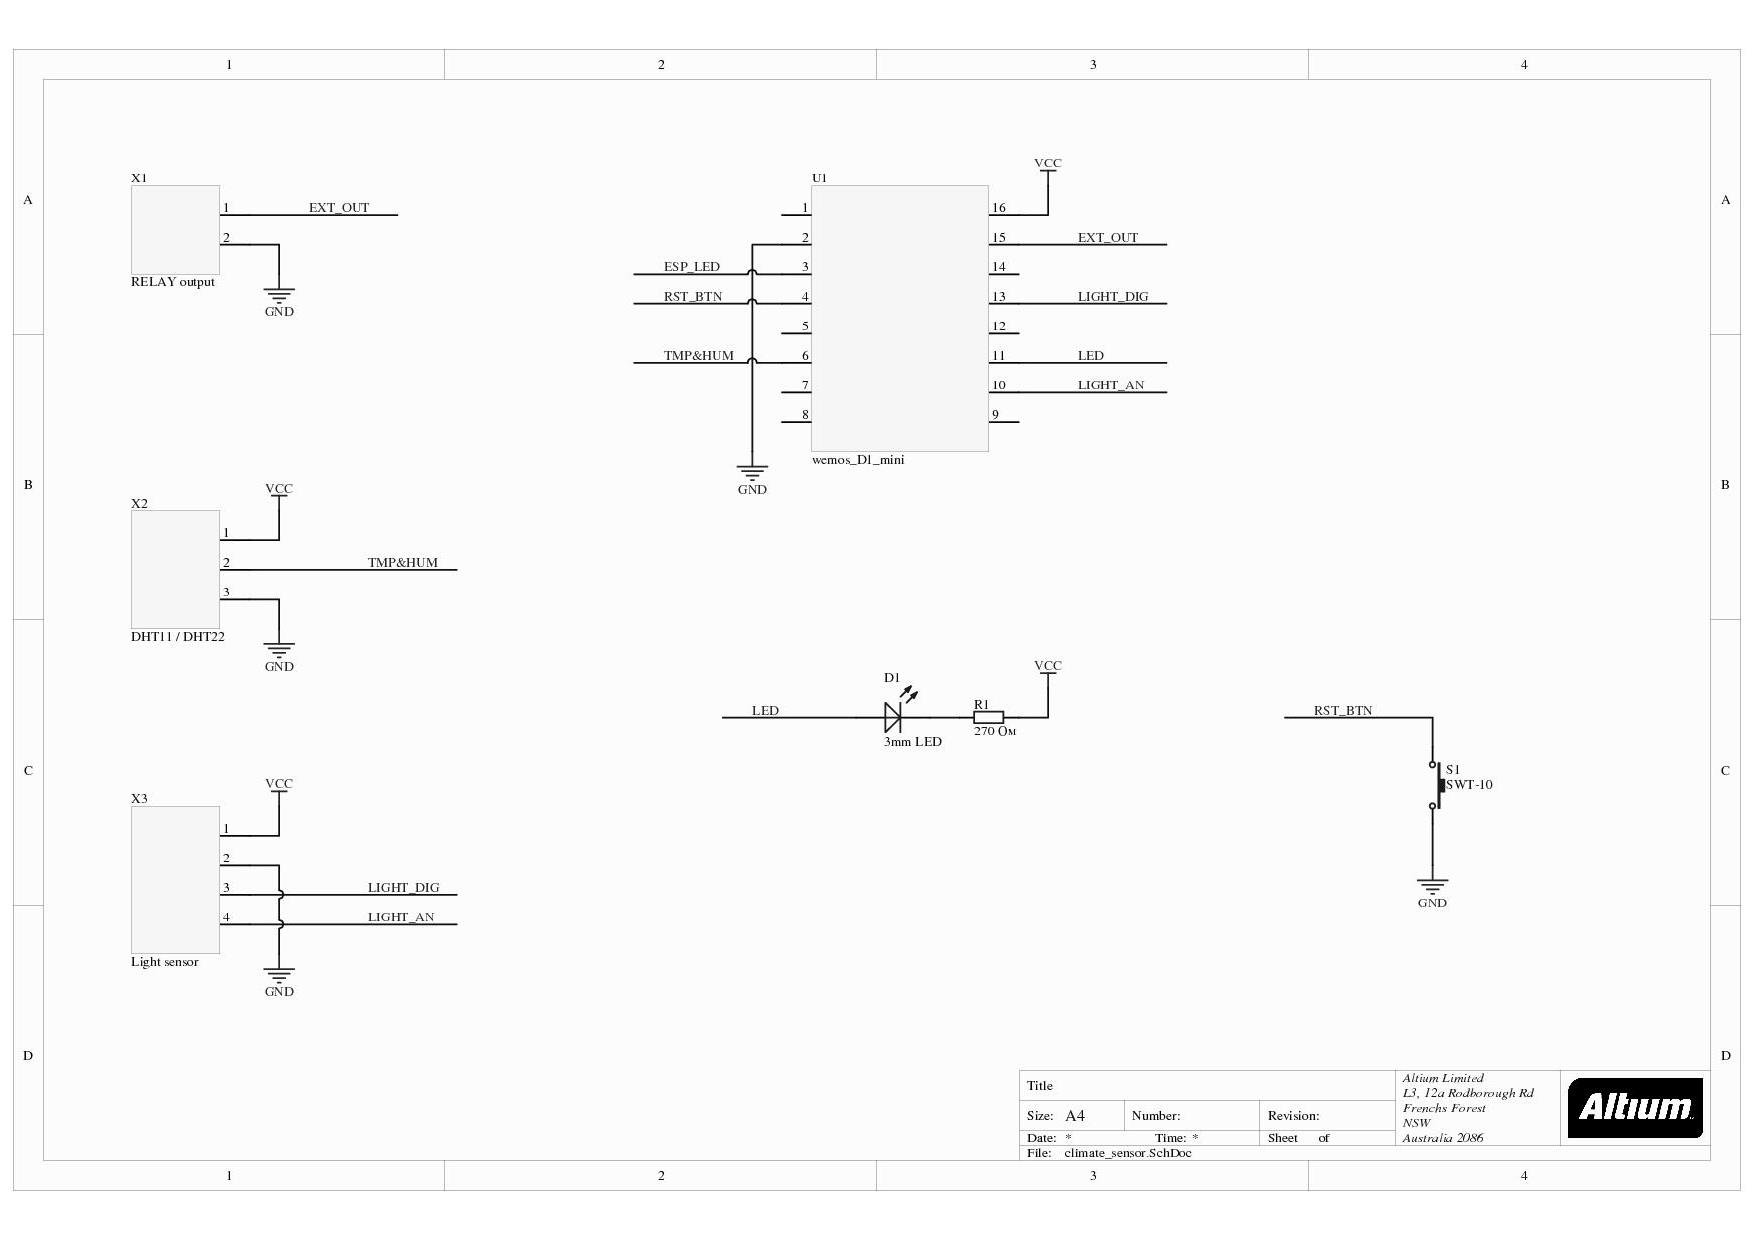 1 2 3 4
A A
B B
C C
D D
1 2 3 4
X1
1 EXT_OUT
2
RELAY output
GND
X2
VCC
1
2 TMP&HUM
3
DHT11 / DHT22
GND
X3
VCC
1
2
3 LIGHT_DIG
4 LIGHT_AN
Light sensor
GND
U1
VCC
1 16
2 15 EXT_OUT
ESP_LED 3 14
RST_BTN 4 13 LIGHT_DIG
5 12
TMP&HUM 6 11 LED
7 10 LIGHT_AN
8 9
wemos_D1_mini
GND
VCC
D1
LED R1
270 Ом
3mm LED
RST_BTN
S1
SWT-10
GND
Title
Size: A4 Number: Revision:
Date: * Time: * Sheet of
File: climate_sensor.SchDoc
Altium Limited
L3, 12a Rodborough Rd
Frenchs Forest
NSW
Australia 2086
Altium